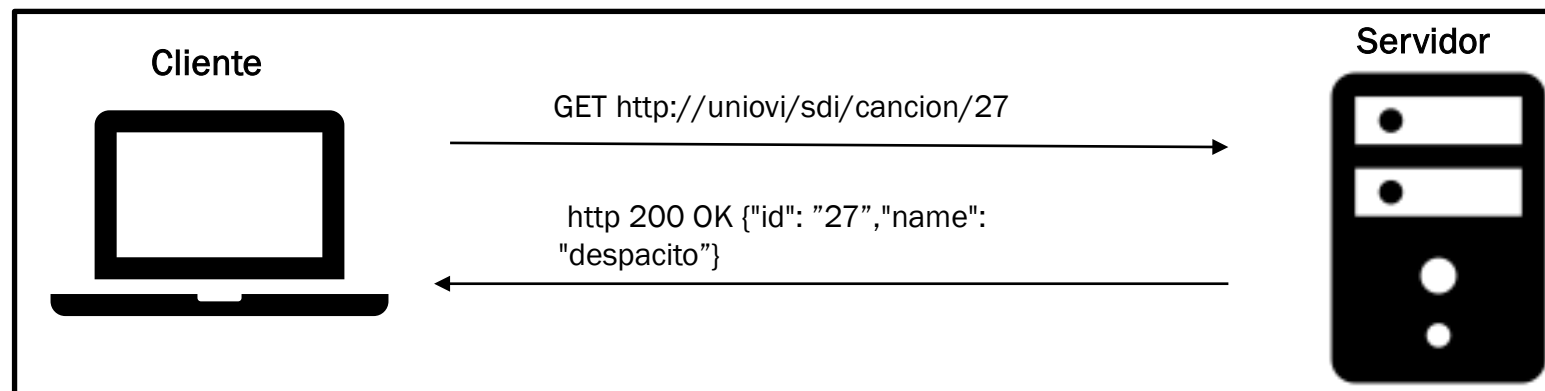 Cliente
Servidor
GET http://uniovi/sdi/cancion/27
http 200 OK {"id": ”27”,"name":
"despacito”}